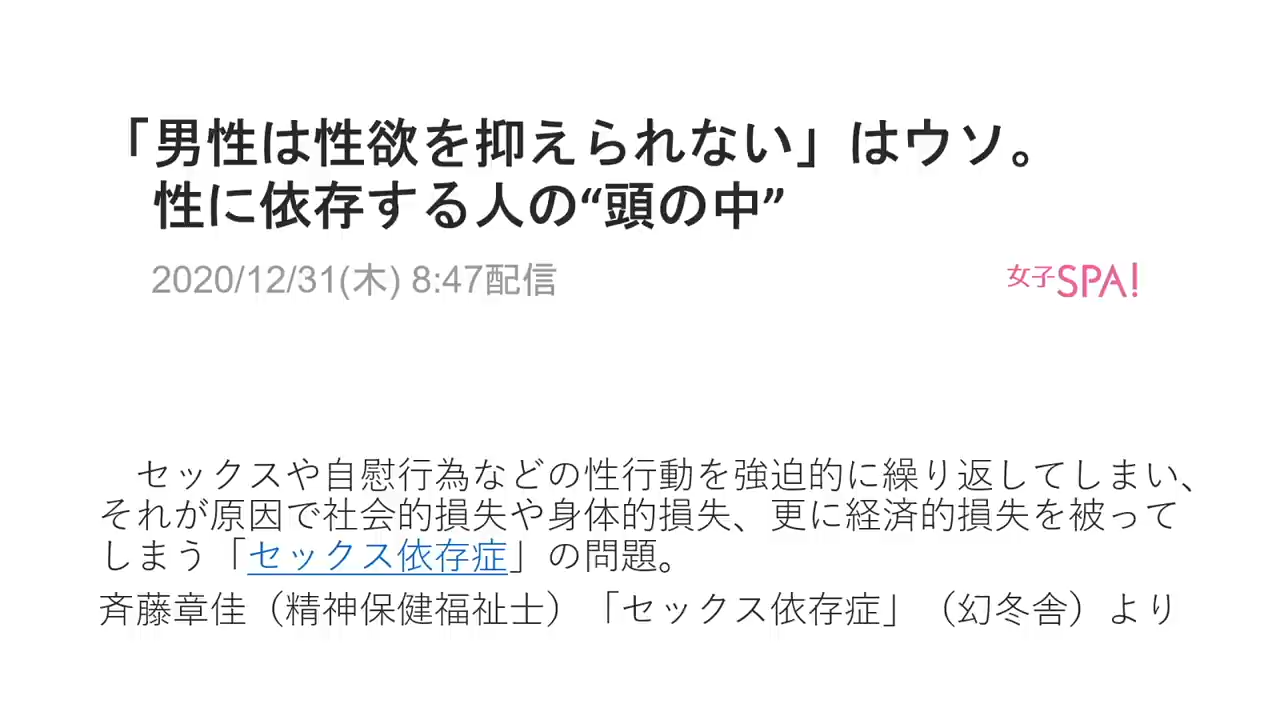 「男性は性欲を抑えられない」はウソ。
性に依存する人の“頭の中”
2020/12/31(木) 8:47配信
女子SPA!
セックスや自慰行為などの性行動を強迫的に繰り返してしまい、
それが原因で社会的損失や身体的損失、更に経済的損失を被って
しまう「セックス依存症」の問題。
斉藤章佳（精神保健福祉士）「セックス依存症」（幻冬舎）より